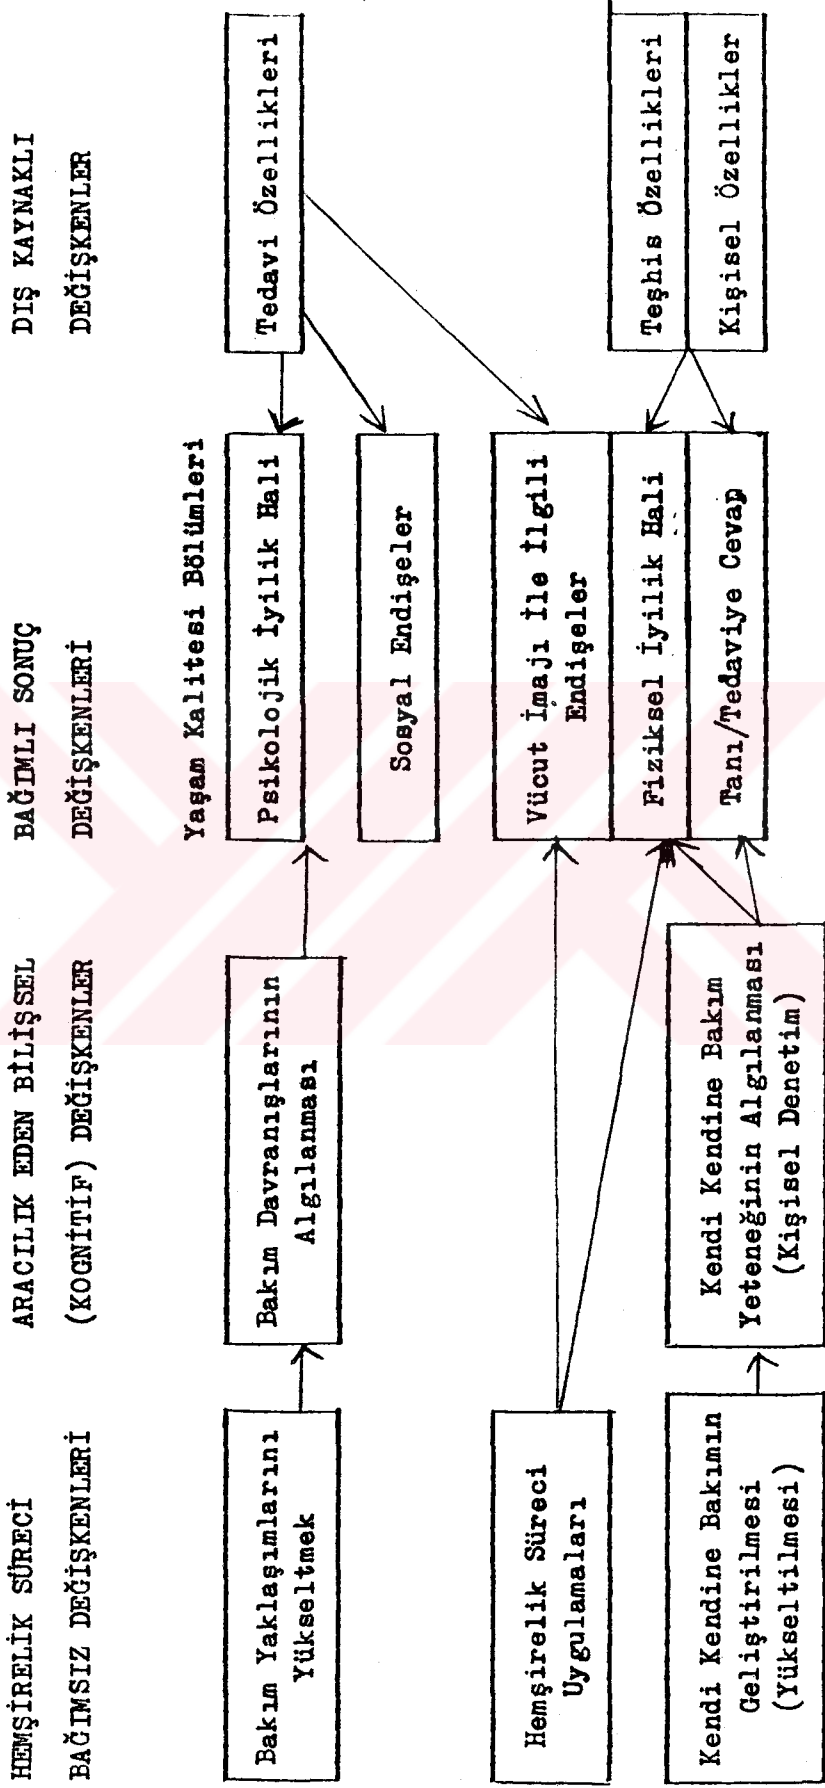 HEMŞİRELİK SÜRECİ
BAĞIMSIZ DEĞİŞKENLERİ
Bakım Yaklaşımlarını
Yükseltmek
Hemşirelik Süreci
Uygulamaları
Kendi Kendine Bakımın
Geliştirilmesi
(Yükseltilmesi)
ARACILIK EDEN BİLİŞSEL
(KOGNİTİF) DEĞİŞKENLER
Bakım Davranışlarının
Algılanması
Kendi Kendine Bakım
Yeteneğinin Algılanması
(Kişisel Denetim)
BAĞIMLI SONUÇ
DEĞİŞKENLERİ
Yaşam Kalitesi Bölümleri
Psikolojik İyilik Hali
Sosyal Endişeler
Vücut İmajı İle İlgili
Endişeler
Fiziksel İyilik Hali
Tanı/Tedaviye Cevap
DIŞ KAYNAKLI
DEĞİŞKENLER
Tedavi Özellikleri
Teşhis Özellikleri
Kişisel Özellikler